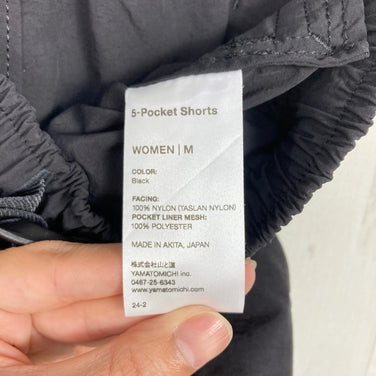 5-Pocket Shorts
WOMEN | M
COLOR:
Black
FACING:
100% NYLON (TASLAN NYLON)
POCKET LINER MESH:
100% POLYESTER
MADE IN AKITA, JAPAN
株式会社山と道
YAMATOMICHI inc.
0467-25-6343
www.yamatomichi.com
24-2